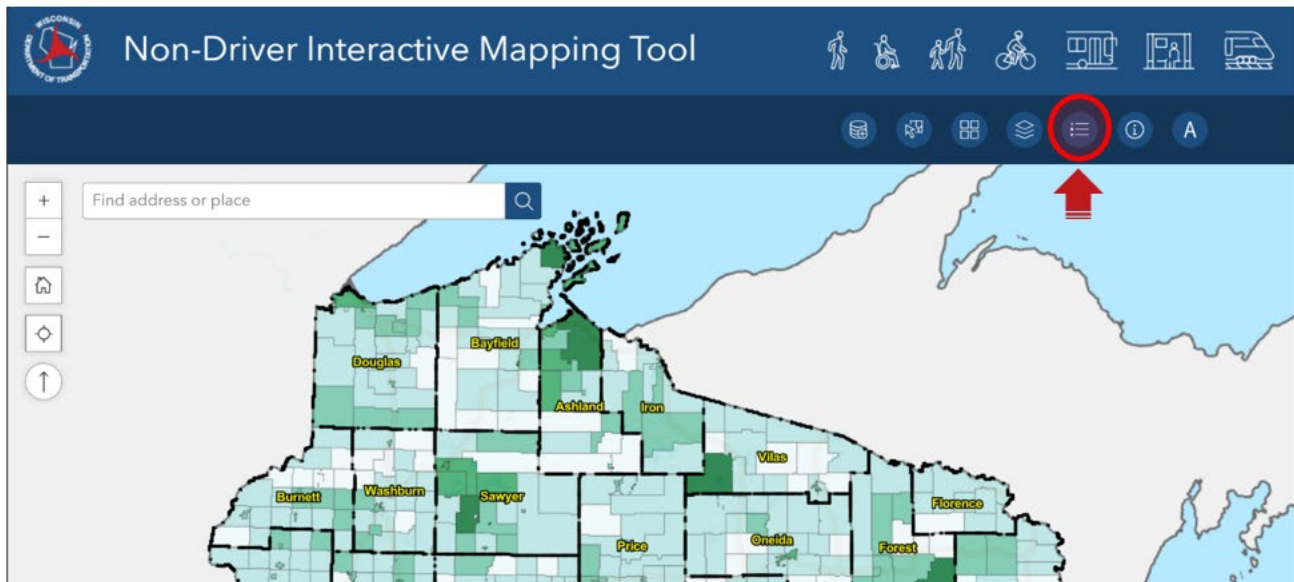 WISCONSIN
DEPARTMENT OF TRANSPORTATION
Non-Driver Interactive Mapping Tool
A
+
Find address or place
−
Bayfield
Douglas
Ashland
Iron
Vilas
Burnett
Washburn
Sawyer
Florence
Price
Oneida
Forest